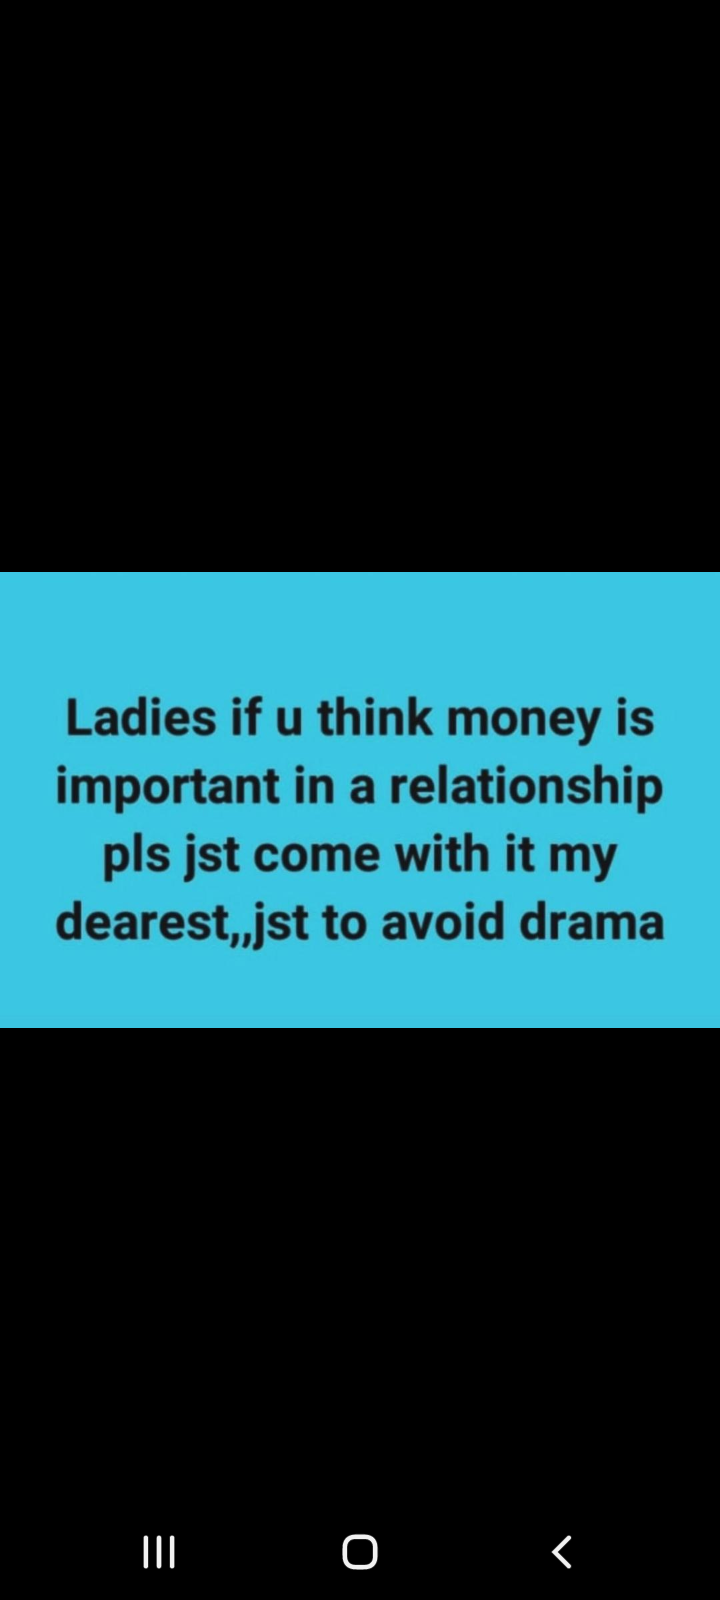 Ladies if u think money is
important in a relationship
pls jst come with it my
dearest,,jst to avoid drama